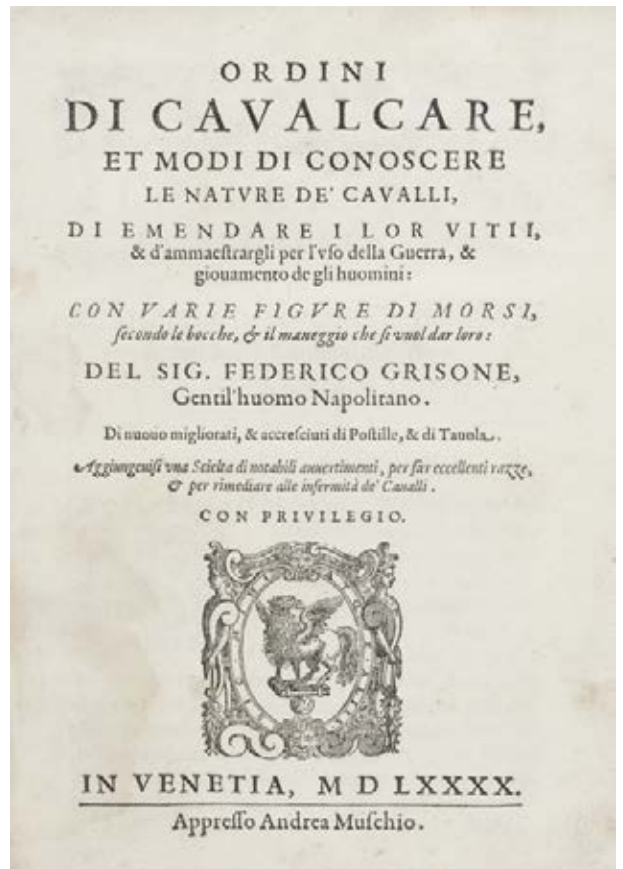 ORDINI
DI CAVALCARE,
ET MODI DI CONOSCERE
LE NATVRE DE' CAVALLI,
DI EMENDARE I LOR VITII,
& d'ammaeſtrargli per l'vſo della Guerra, &
giouamento de gli huomini:
CON VARIE FIGVRE DI MORSI,
ſecondo le bocche, & il maneggio che ſi vuol dar loro:
DEL SIG. FEDERICO GRISONE,
Gentil'huomo Napolitano.
Di nuouo migliorati, & accreſciuti di Poſtille, & di Tauola.
Aggiungeuiſi vna Scielta di notabili auuertimenti, per far eccellenti razze,
& per rimediare alle infermità de' Caualli.
CON PRIVILEGIO.
IN VENETIA, M D LXXXX.
Appreſſo Andrea Muſchio.